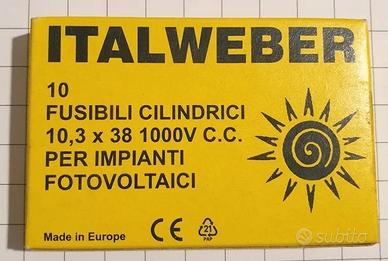 ITALWEBER
10
FUSIBILI CILINDRICI
10,3 x 38 1000V C.C.
PER IMPIANTI
FOTOVOLTAICI
Made in Europe
CE
21
PAP
subito